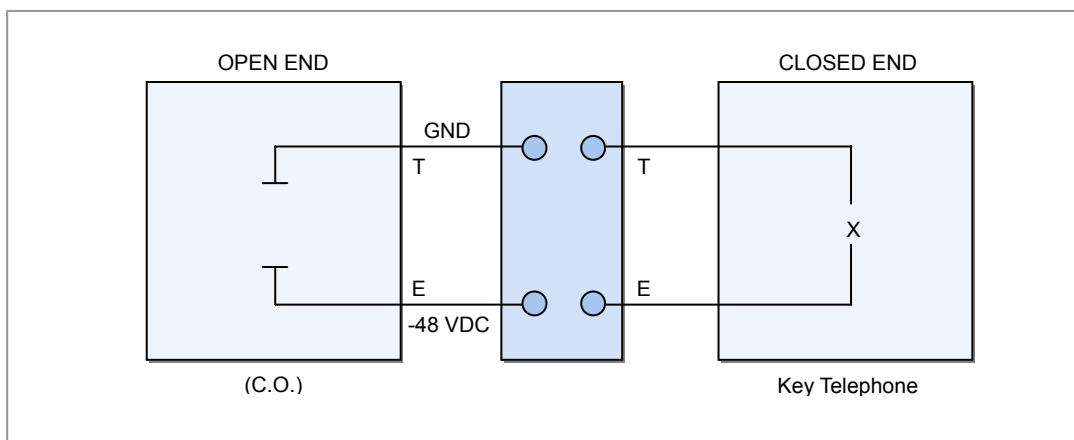 OPEN END
CLOSED END
GND
T
T
X
E
E
-48 VDC
(C.O.)
Key Telephone